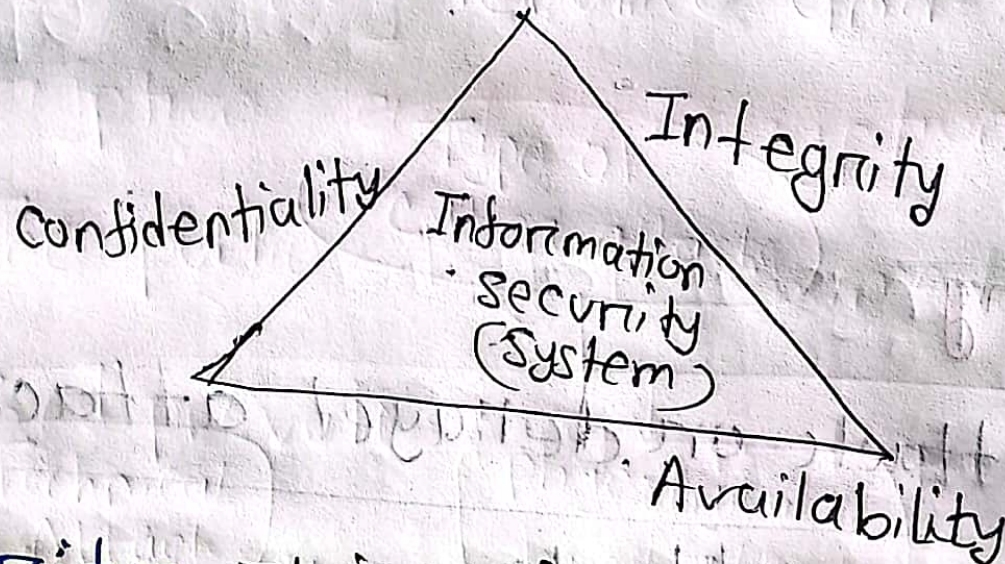 Integrity
Confidentiality
Information
security
(System)
Availability